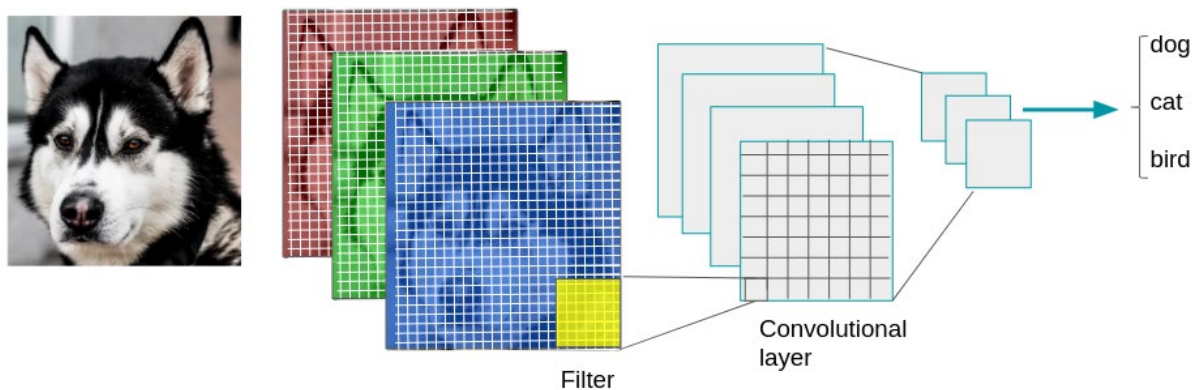 dog
cat
bird
Convolutional
layer
Filter